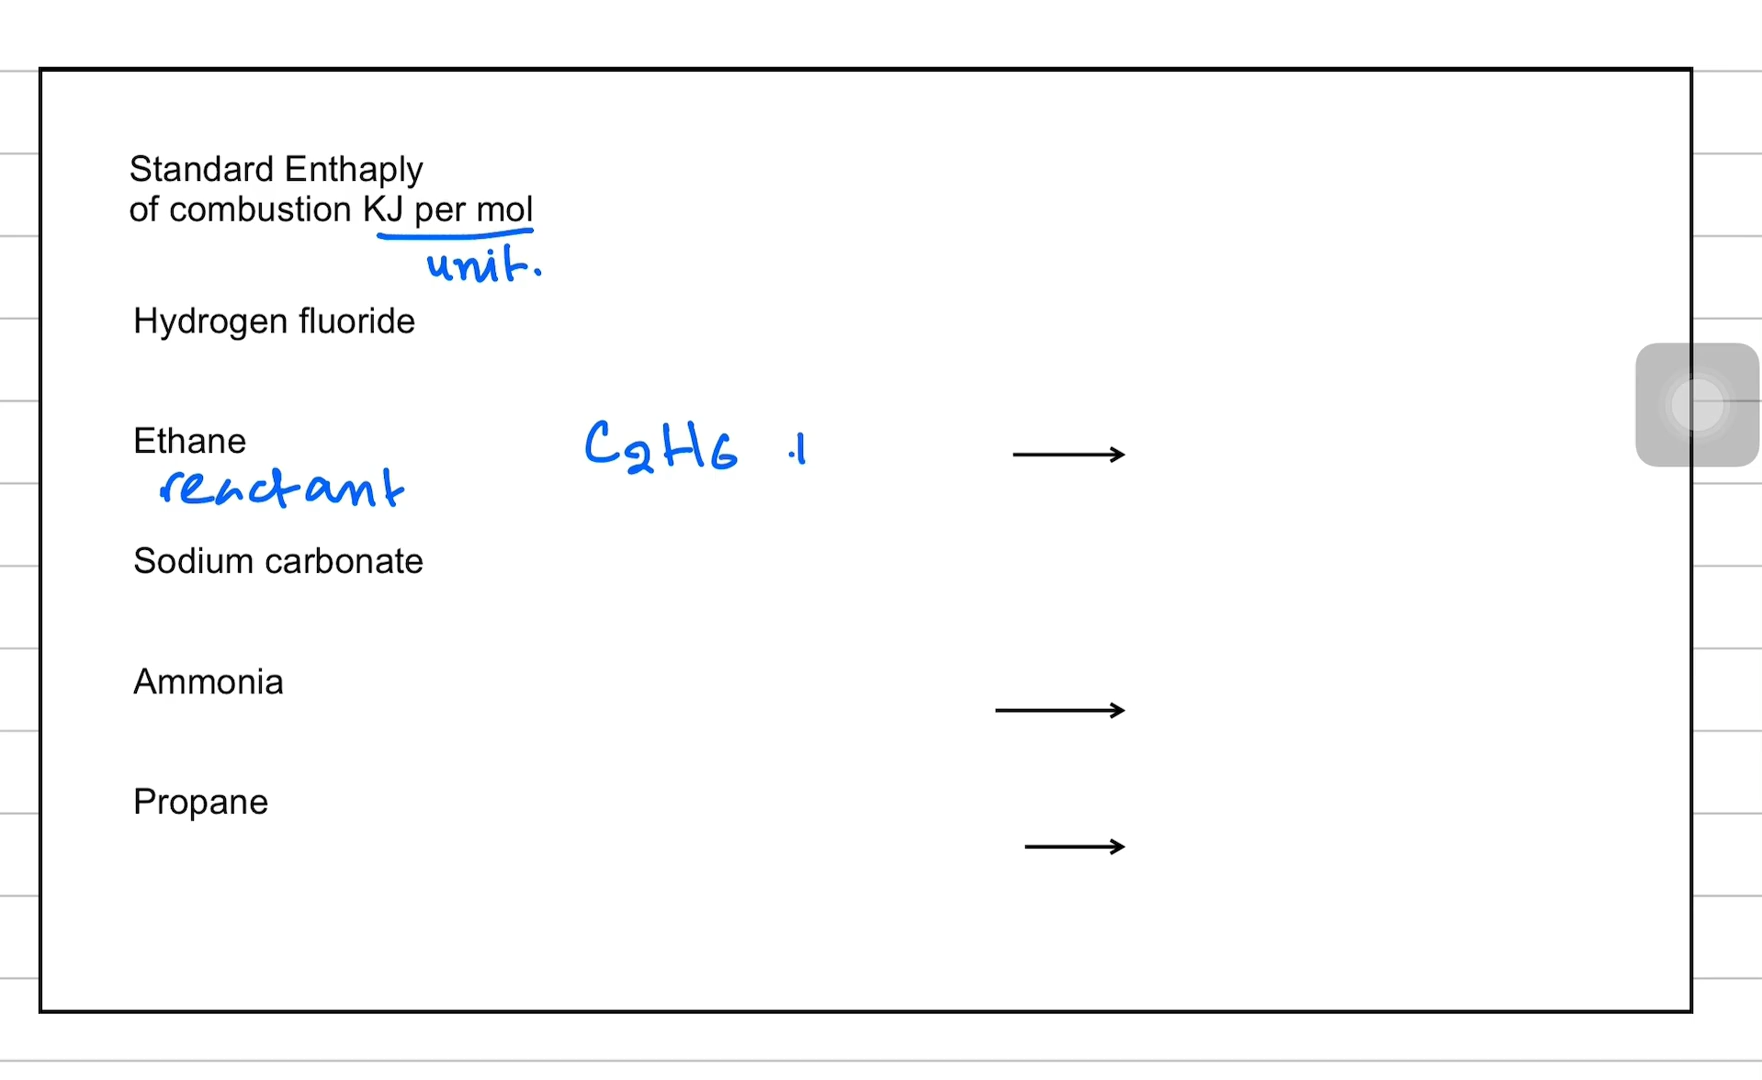 Standard Enthaply
of combustion KJ per mol
unit.
Hydrogen fluoride
Ethane C2H6 +
reactant
Sodium carbonate
Ammonia
Propane